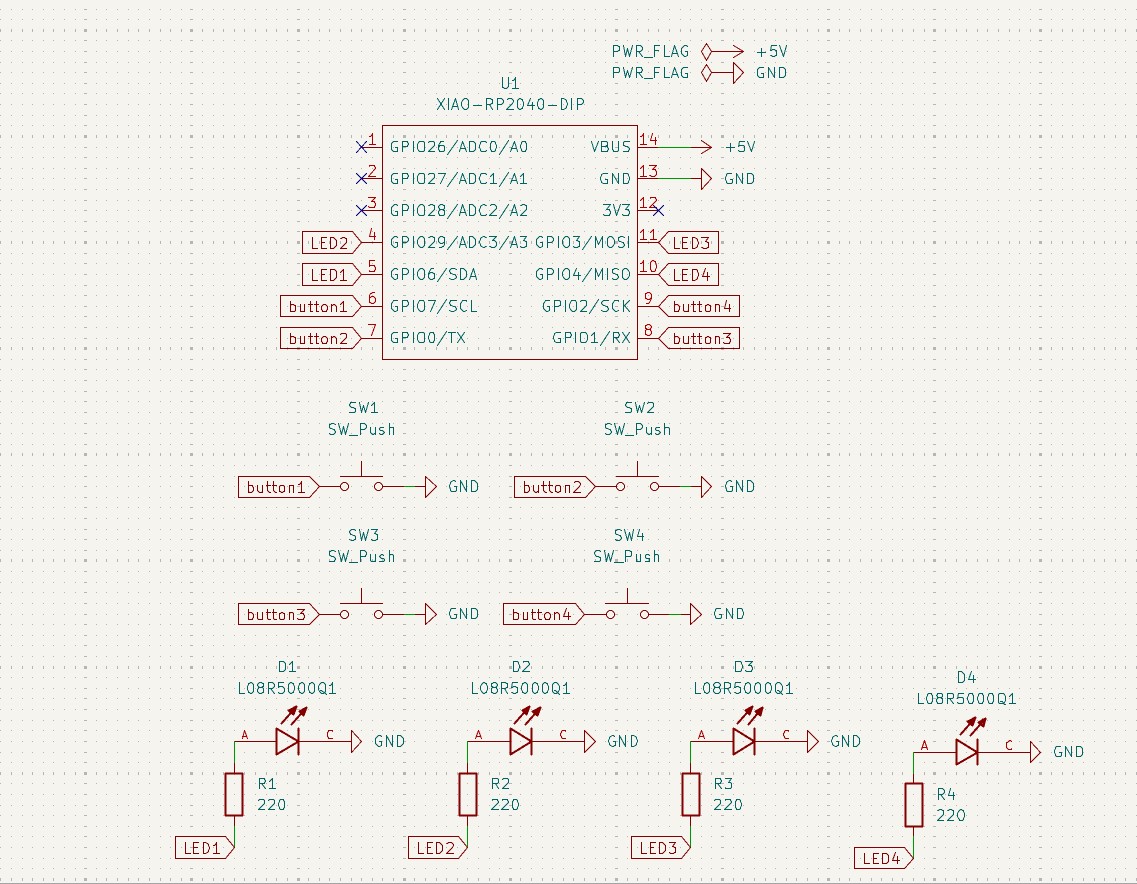 PWR_FLAG +5V
PWR_FLAG GND
U1
XIAO-RP2040-DIP
1 GPIO26/ADC0/A0 VBUS 14 +5V
2 GPIO27/ADC1/A1 GND 13 GND
3 GPIO28/ADC2/A2 3V3 12
LED2 4 GPIO29/ADC3/A3 GPIO3/MOSI 11 LED3
LED1 5 GPIO6/SDA GPIO4/MISO 10 LED4
button1 6 GPIO7/SCL GPIO2/SCK 9 button4
button2 7 GPIO0/TX GPIO1/RX 8 button3
SW1 SW2
SW_Push SW_Push
button1 GND button2 GND
SW3 SW4
SW_Push SW_Push
button3 GND button4 GND
D1 D2 D3 D4
L08R5000Q1 L08R5000Q1 L08R5000Q1 L08R5000Q1
A C GND A C GND A C GND A C GND
R1 R2 R3 R4
220 220 220 220
LED1 LED2 LED3 LED4